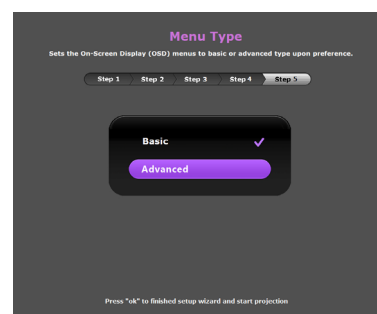 Menu Type
Sets the On-Screen Display (OSD) menus to basic or advanced type upon preference.
Step 1 Step 2 Step 3 Step 4 Step 5
Basic
Advanced
Press "ok" to finished setup wizard and start projection